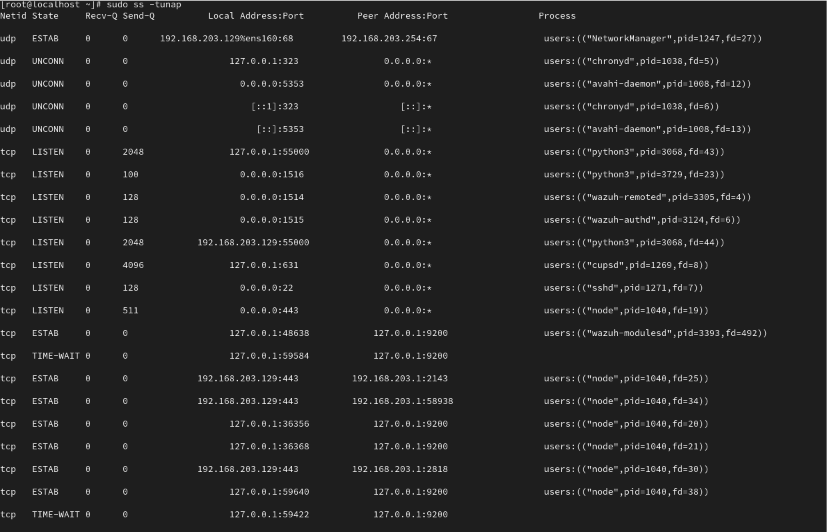 [root@localhost ~]# sudo ss -tunap
Netid State Recv-Q Send-Q Local Address:Port Peer Address:Port Process
udp ESTAB 0 0 192.168.203.129%ens160:68 192.168.203.254:67 users:(("NetworkManager",pid=1247,fd=27))
udp UNCONN 0 0 127.0.0.1:323 0.0.0.0:* users:(("chronyd",pid=1038,fd=5))
udp UNCONN 0 0 0.0.0.0:5353 0.0.0.0:* users:(("avahi-daemon",pid=1008,fd=12))
udp UNCONN 0 0 [::1]:323 [::]:* users:(("chronyd",pid=1038,fd=6))
udp UNCONN 0 0 [::]:5353 [::]:* users:(("avahi-daemon",pid=1008,fd=13))
tcp LISTEN 0 2048 127.0.0.1:55000 0.0.0.0:* users:(("python3",pid=3068,fd=43))
tcp LISTEN 0 100 0.0.0.0:1516 0.0.0.0:* users:(("python3",pid=3729,fd=23))
tcp LISTEN 0 128 0.0.0.0:1514 0.0.0.0:* users:(("wazuh-remoted",pid=3305,fd=4))
tcp LISTEN 0 128 0.0.0.0:1515 0.0.0.0:* users:(("wazuh-authd",pid=3124,fd=6))
tcp LISTEN 0 2048 192.168.203.129:55000 0.0.0.0:* users:(("python3",pid=3068,fd=44))
tcp LISTEN 0 4096 127.0.0.1:631 0.0.0.0:* users:(("cupsd",pid=1269,fd=8))
tcp LISTEN 0 128 0.0.0.0:22 0.0.0.0:* users:(("sshd",pid=1271,fd=7))
tcp LISTEN 0 511 0.0.0.0:443 0.0.0.0:* users:(("node",pid=1040,fd=19))
tcp ESTAB 0 0 127.0.0.1:48638 127.0.0.1:9200 users:(("wazuh-modulesd",pid=3393,fd=492))
tcp TIME-WAIT 0 0 127.0.0.1:59584 127.0.0.1:9200
tcp ESTAB 0 0 192.168.203.129:443 192.168.203.1:2143 users:(("node",pid=1040,fd=25))
tcp ESTAB 0 0 192.168.203.129:443 192.168.203.1:58938 users:(("node",pid=1040,fd=34))
tcp ESTAB 0 0 127.0.0.1:36356 127.0.0.1:9200 users:(("node",pid=1040,fd=20))
tcp ESTAB 0 0 127.0.0.1:36368 127.0.0.1:9200 users:(("node",pid=1040,fd=21))
tcp ESTAB 0 0 192.168.203.129:443 192.168.203.1:2818 users:(("node",pid=1040,fd=30))
tcp ESTAB 0 0 127.0.0.1:59640 127.0.0.1:9200 users:(("node",pid=1040,fd=38))
tcp TIME-WAIT 0 0 127.0.0.1:59422 127.0.0.1:9200